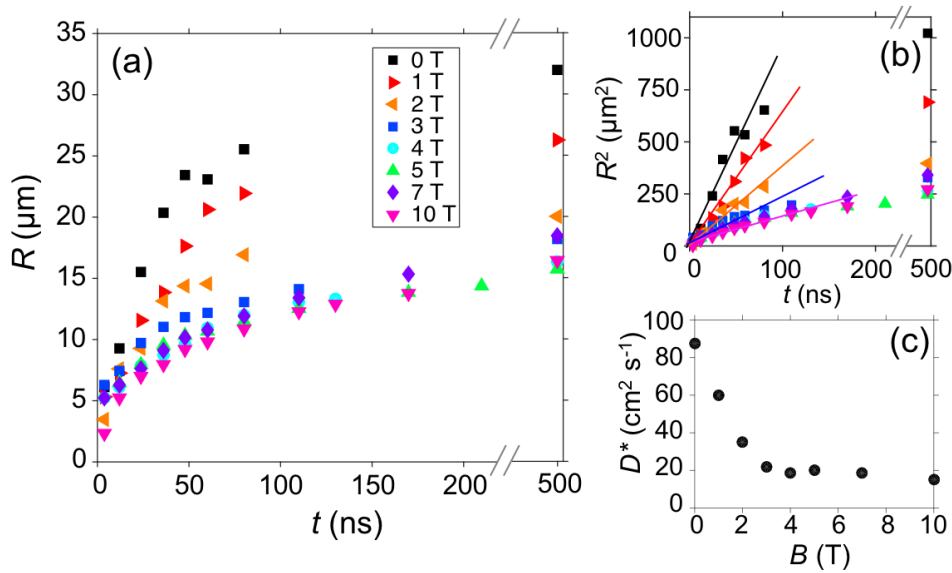 (a)
R (μm)
35
30
25
20
15
10
5
0
0 T
1 T
2 T
3 T
4 T
5 T
7 T
10 T
0 50 100 150 200 500
t (ns)
(b)
R² (μm²)
1000
750
500
250
0
0 100 200 500
t (ns)
(c)
D* (cm² s⁻¹)
100
80
60
40
20
0
0 2 4 6 8 10
B (T)